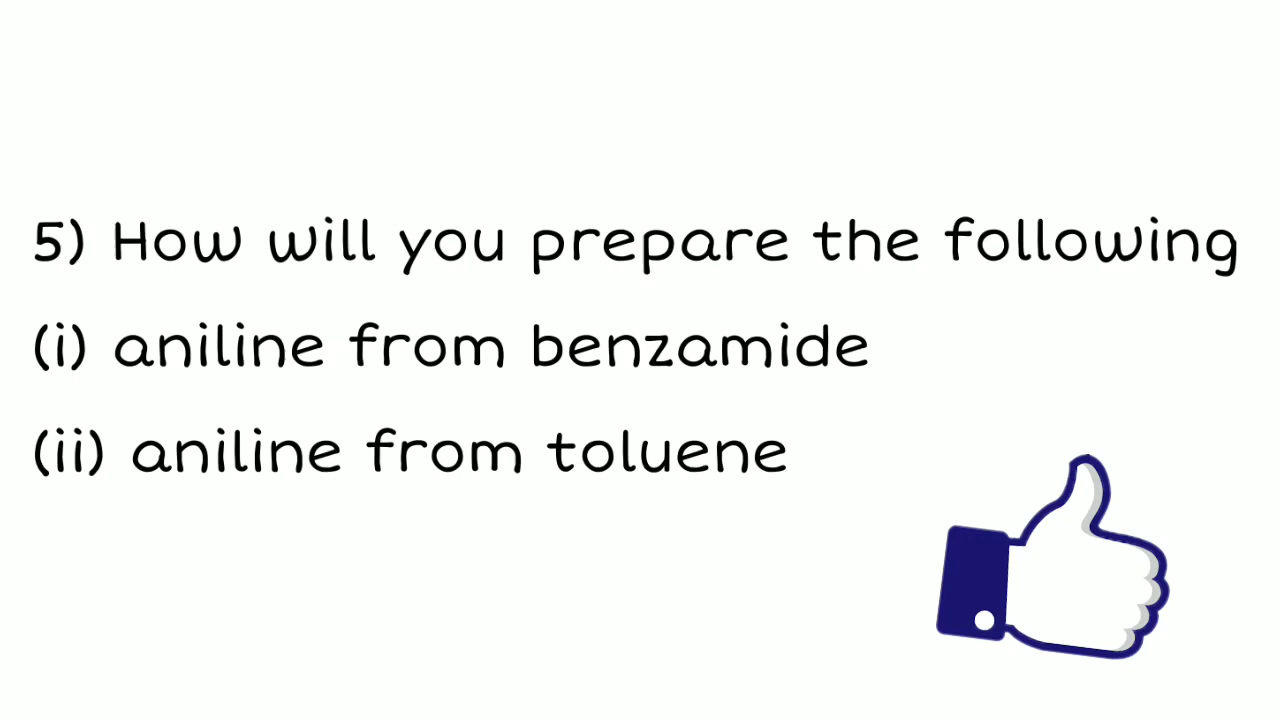 5) How will you prepare the following
(i) aniline from benzamide
(ii) aniline from toluene